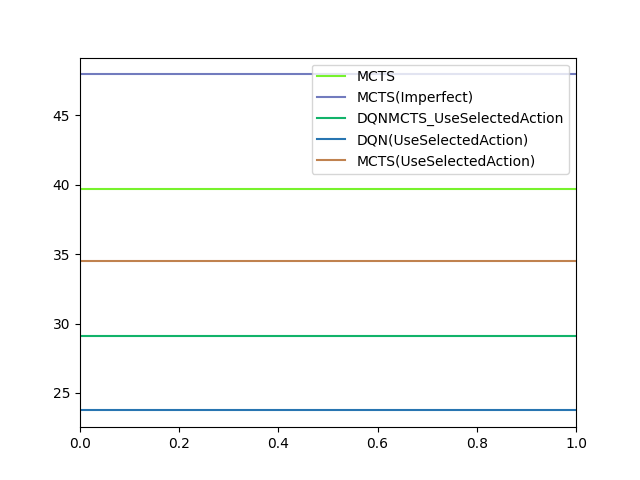 MCTS
MCTS(Imperfect)
DQNMCTS_UseSelectedAction
DQN(UseSelectedAction)
MCTS(UseSelectedAction)
45
40
35
30
25
0.0 0.2 0.4 0.6 0.8 1.0